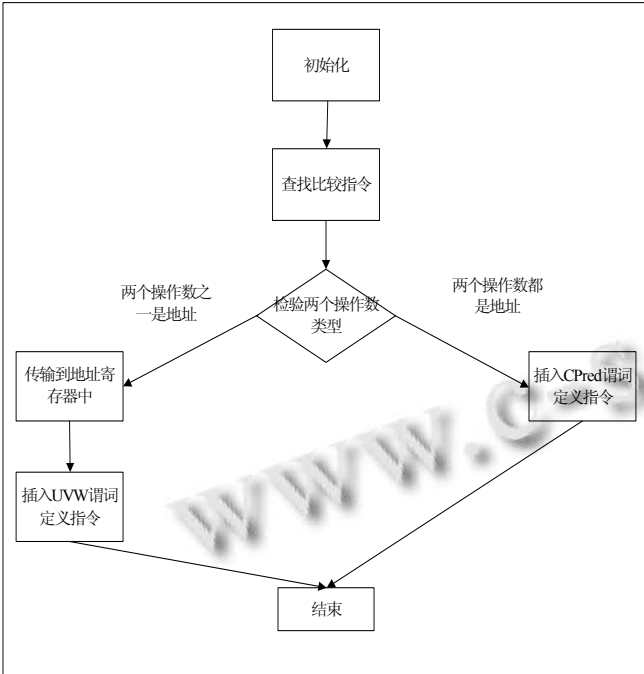 初始化
查找比较指令
两个操作数之
一是地址
检验两个操作数
类型
两个操作数都
是地址
传输到地址寄
存器中
插入CPred谓词
定义指令
插入UVW谓词
定义指令
结束
www.c-s